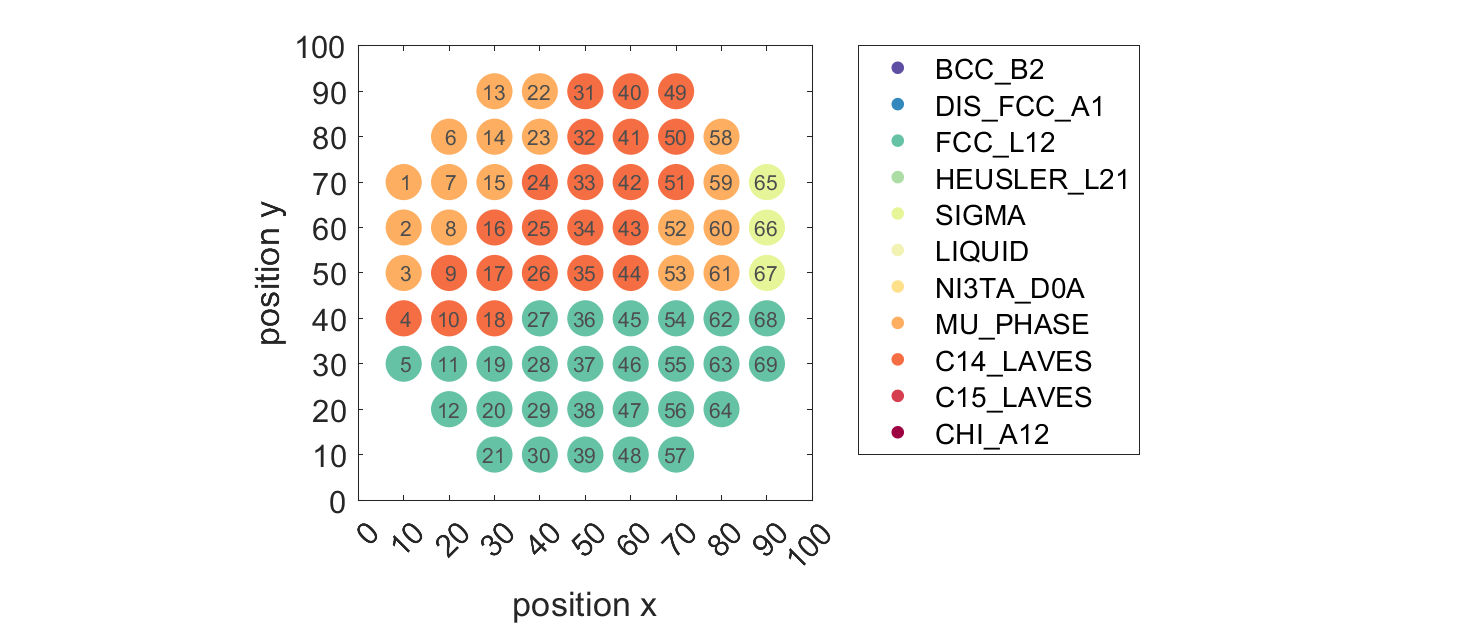 100
90 13 22 31 40 49
80 6 14 23 32 41 50 58
70 1 7 15 24 33 42 51 59 65
60 2 8 16 25 34 43 52 60 66
50 3 9 17 26 35 44 53 61 67
40 4 10 18 27 36 45 54 62 68
30 5 11 19 28 37 46 55 63 69
20 12 20 29 38 47 56 64
10 21 30 39 48 57
0
0 10 20 30 40 50 60 70 80 90 100
position x
position y
BCC_B2
DIS_FCC_A1
FCC_L12
HEUSLER_L21
SIGMA
LIQUID
NI3TA_D0A
MU_PHASE
C14_LAVES
C15_LAVES
CHI_A12